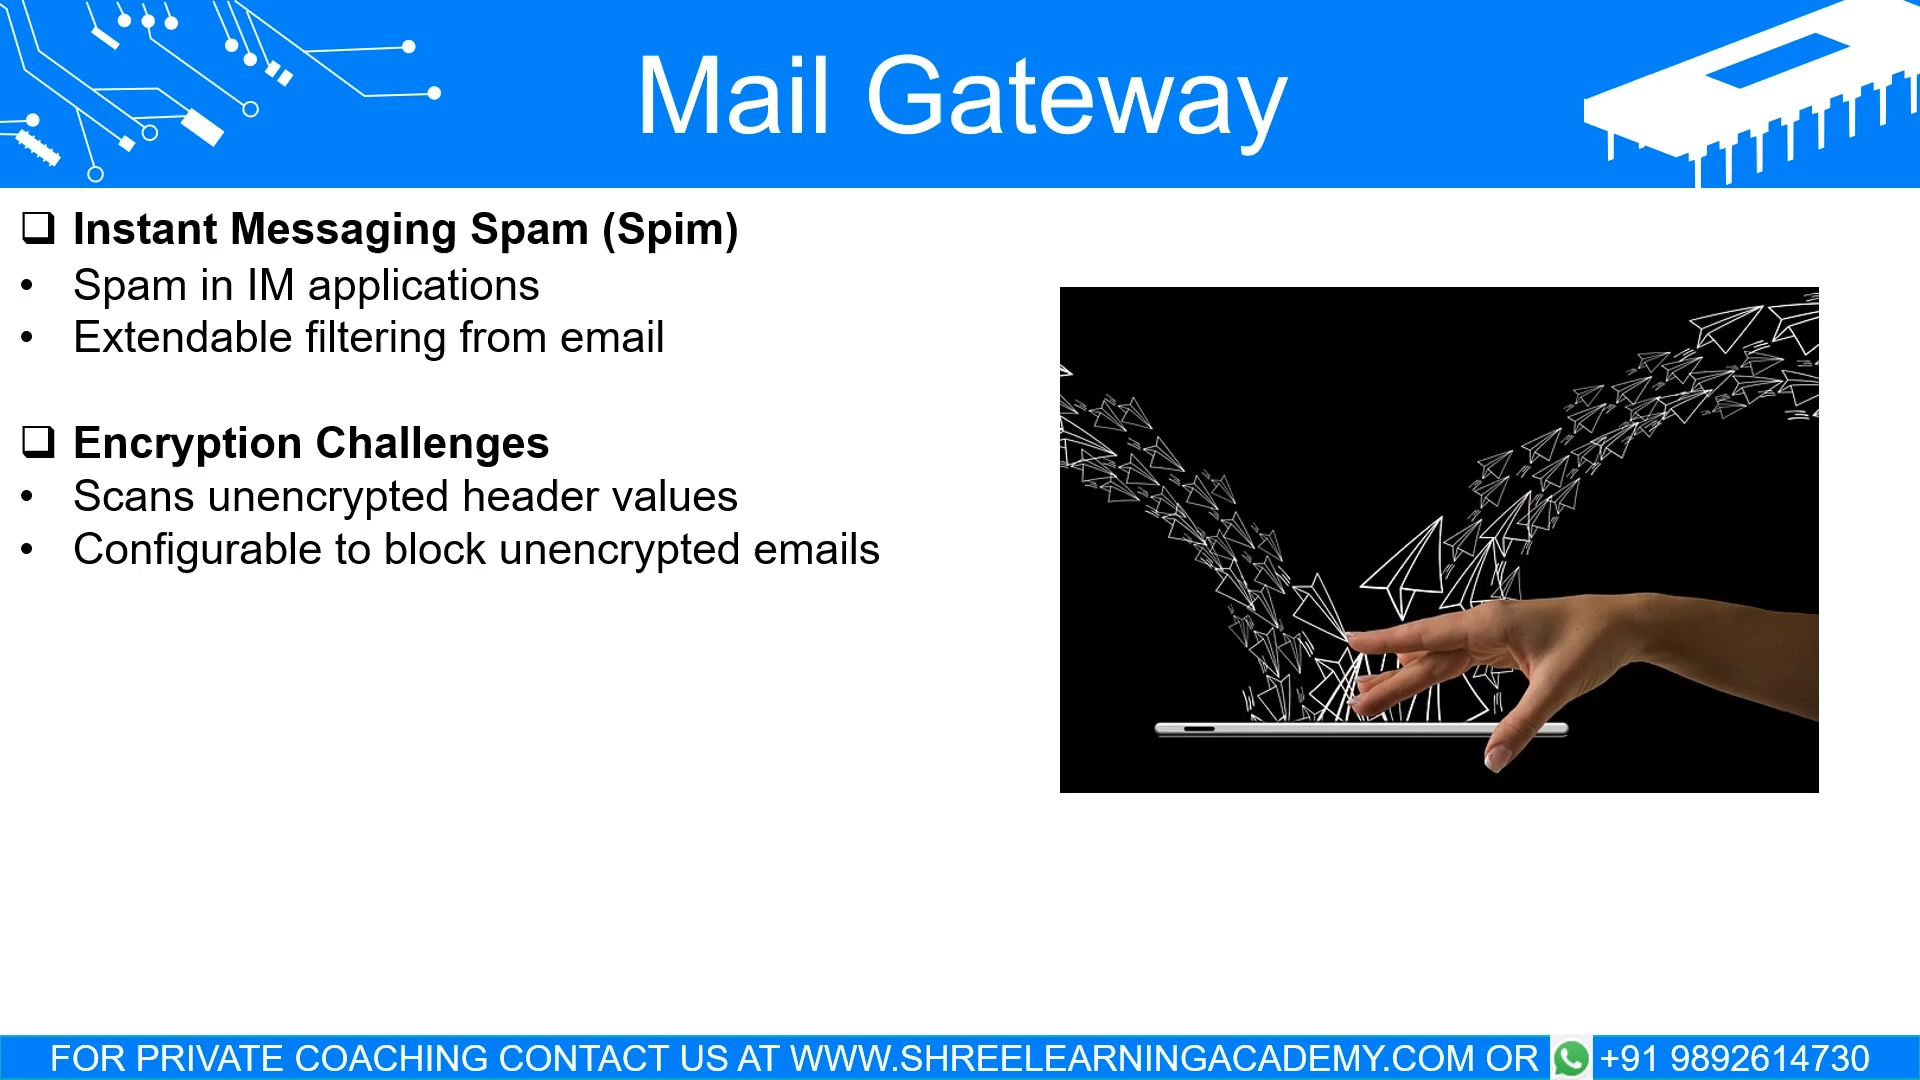 Mail Gateway
❑ Instant Messaging Spam (Spim)
• Spam in IM applications
• Extendable filtering from email
❑ Encryption Challenges
• Scans unencrypted header values
• Configurable to block unencrypted emails
FOR PRIVATE COACHING CONTACT US AT WWW.SHREELEARNINGACADEMY.COM OR +91 9892614730